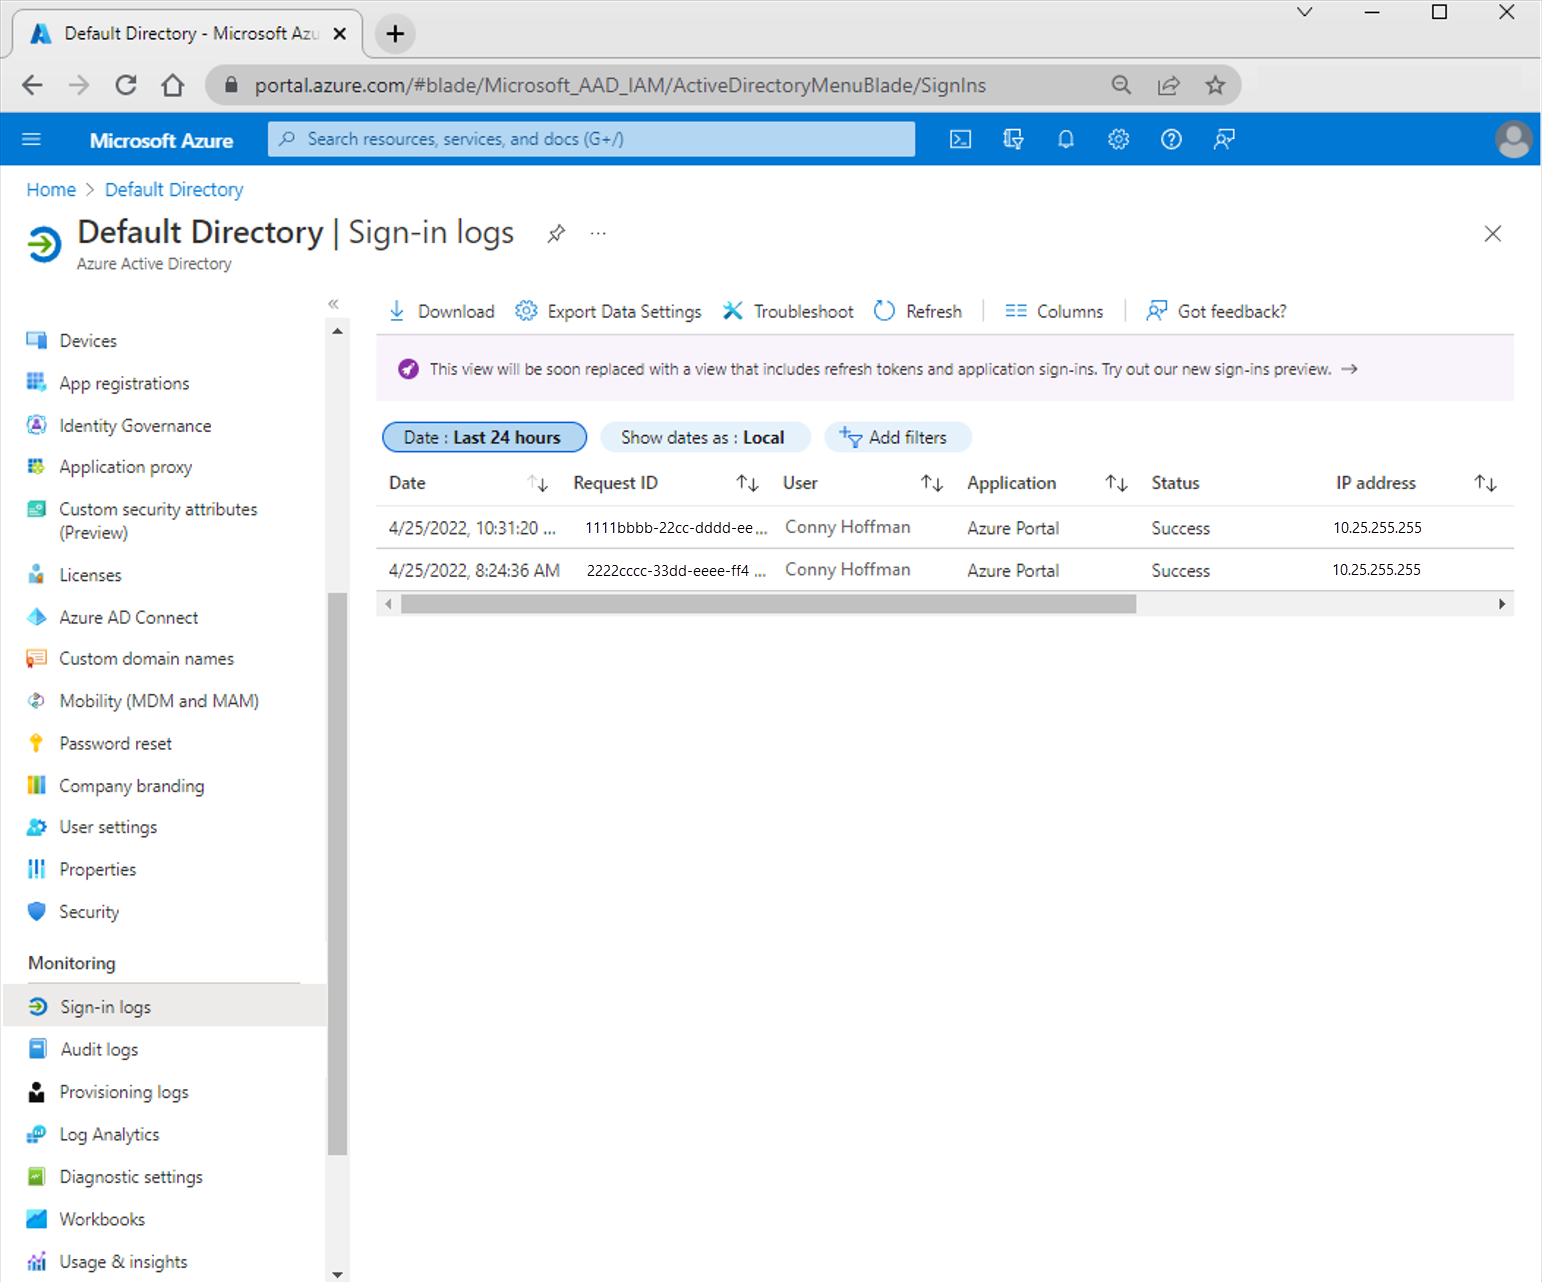 Default Directory - Microsoft Azu
portal.azure.com/#blade/Microsoft_AAD_IAM/ActiveDirectoryMenuBlade/SignIns
Microsoft Azure
Search resources, services, and docs (G+/)
Home > Default Directory
Default Directory | Sign-in logs
...
Azure Active Directory
«
Devices
App registrations
Identity Governance
Application proxy
Custom security attributes
(Preview)
Licenses
Azure AD Connect
Custom domain names
Mobility (MDM and MAM)
Password reset
Company branding
User settings
Properties
Security
Monitoring
Sign-in logs
Audit logs
Provisioning logs
Log Analytics
Diagnostic settings
Workbooks
Usage & insights
Download Export Data Settings Troubleshoot Refresh Columns Got feedback?
This view will be soon replaced with a view that includes refresh tokens and application sign-ins. Try out our new sign-ins preview. →
Date : Last 24 hours Show dates as : Local Add filters
Date ↑↓ Request ID ↑↓ User ↑↓ Application ↑↓ Status IP address ↑↓
4/25/2022, 10:31:20 ... 1111bbbb-22cc-dddd-ee... Conny Hoffman Azure Portal Success 10.25.255.255
4/25/2022, 8:24:36 AM 2222cccc-33dd-eeee-ff4 ... Conny Hoffman Azure Portal Success 10.25.255.255